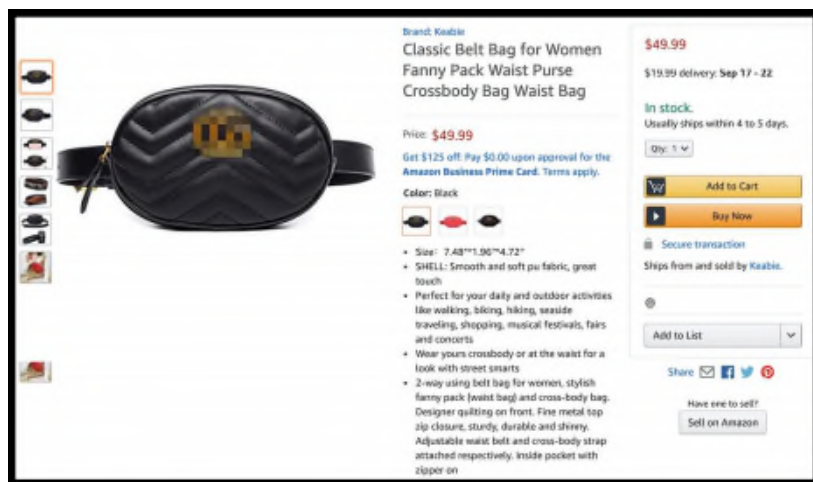 Brand: Keabie
Classic Belt Bag for Women
Fanny Pack Waist Purse
Crossbody Bag Waist Bag
Price: $49.99
Get $125 off: Pay $0.00 upon approval for the
Amazon Business Prime Card. Terms apply.
Color: Black
• Size: 7.48"*1.96"*4.72"
• SHELL: Smooth and soft pu fabric, great
touch
• Perfect for your daily and outdoor activities
like walking, biking, hiking, seaside
traveling, shopping, musical festivals, fairs
and concerts
• Wear yours crossbody or at the waist for a
look with street smarts
• 2-way using belt bag for women, stylish
fanny pack (waist bag) and cross-body bag.
Designer quilting on front. Fine metal top
zip closure, sturdy, durable and shinny.
Adjustable waist belt and cross-body strap
attached respectively. Inside pocket with
zipper on
$49.99
$19.99 delivery: Sep 17 - 22
In stock.
Usually ships within 4 to 5 days.
Qty: 1
Add to Cart
Buy Now
Secure transaction
Ships from and sold by Keabie.
Add to List
Share
Have one to sell?
Sell on Amazon